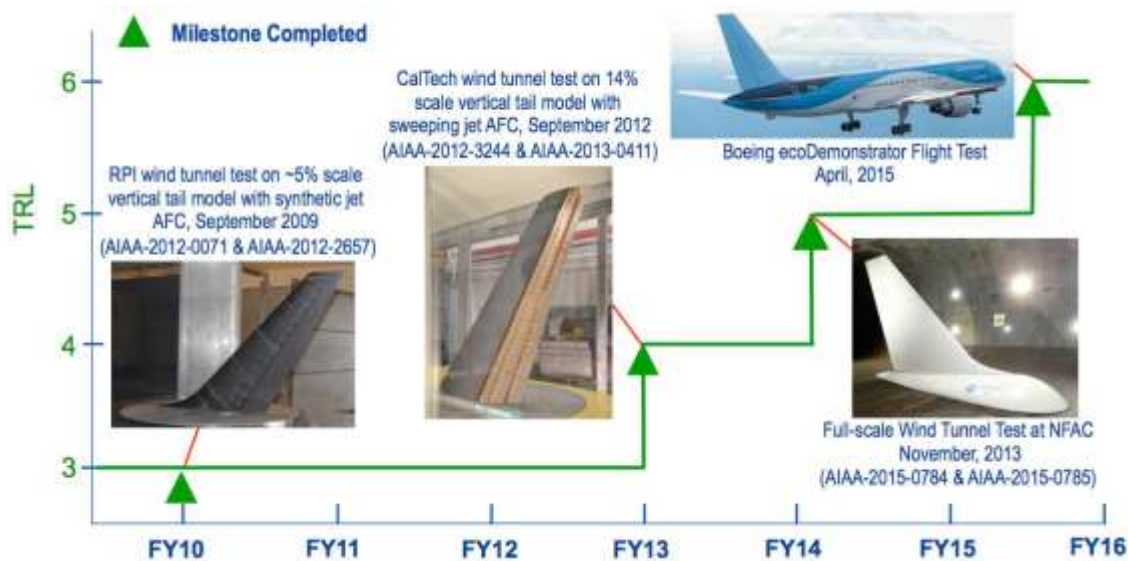 Milestone Completed
TRL
6
5
4
3
RPI wind tunnel test on ~5% scale
vertical tail model with synthetic jet
AFC, September 2009
(AIAA-2012-0071 & AIAA-2012-2657)
CalTech wind tunnel test on 14%
scale vertical tail model with
sweeping jet AFC, September 2012
(AIAA-2012-3244 & AIAA-2013-0411)
Boeing ecoDemonstrator Flight Test
April, 2015
Full-scale Wind Tunnel Test at NFAC
November, 2013
(AIAA-2015-0784 & AIAA-2015-0785)
FY10 FY11 FY12 FY13 FY14 FY15 FY16